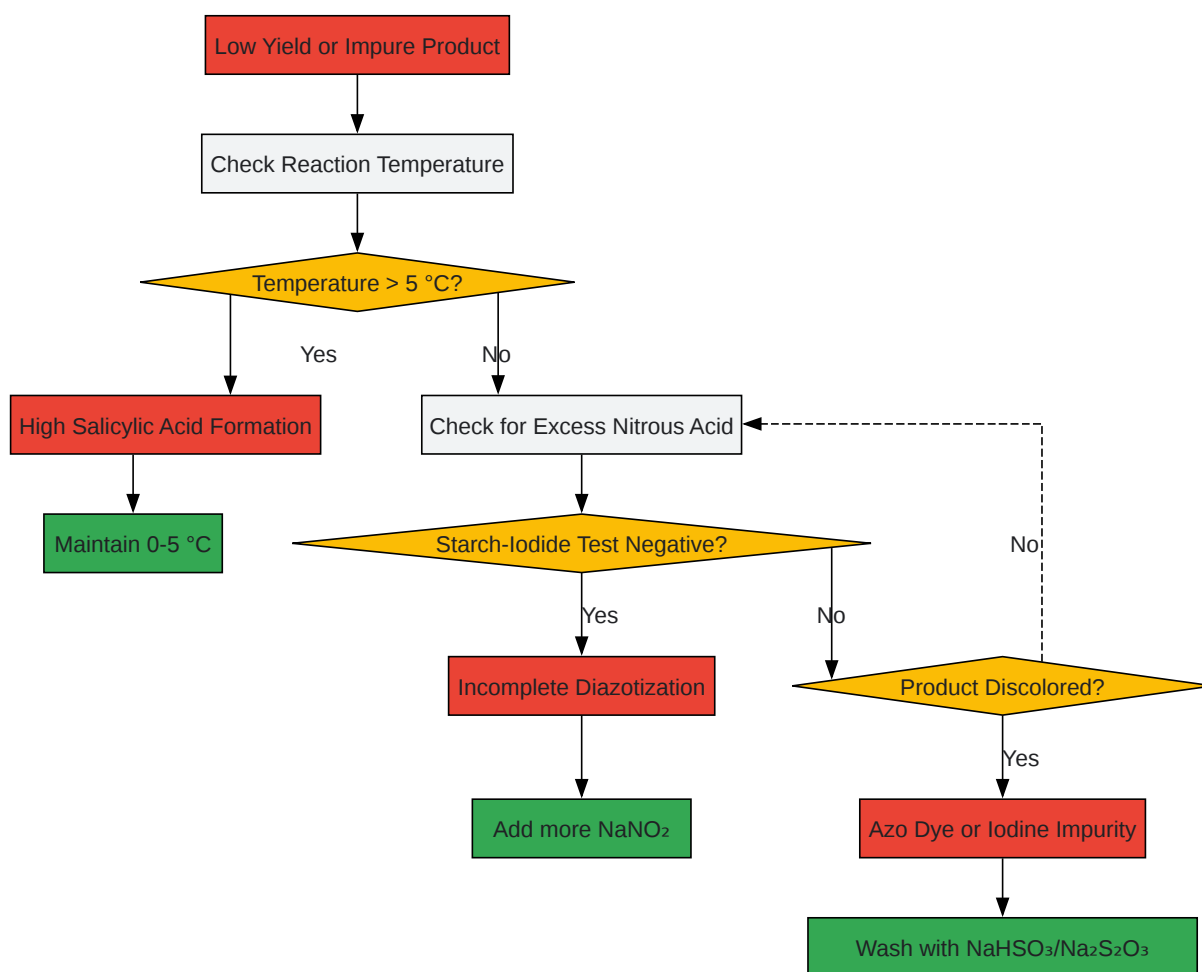 Low Yield or Impure Product
Check Reaction Temperature
Temperature > 5 °C?
Yes
No
High Salicylic Acid Formation
Check for Excess Nitrous Acid
Maintain 0-5 °C
Starch-Iodide Test Negative?
No
Yes
No
Incomplete Diazotization
Product Discolored?
Yes
Add more NaNO₂
Azo Dye or Iodine Impurity
Wash with NaHSO₃/Na₂S₂O₃